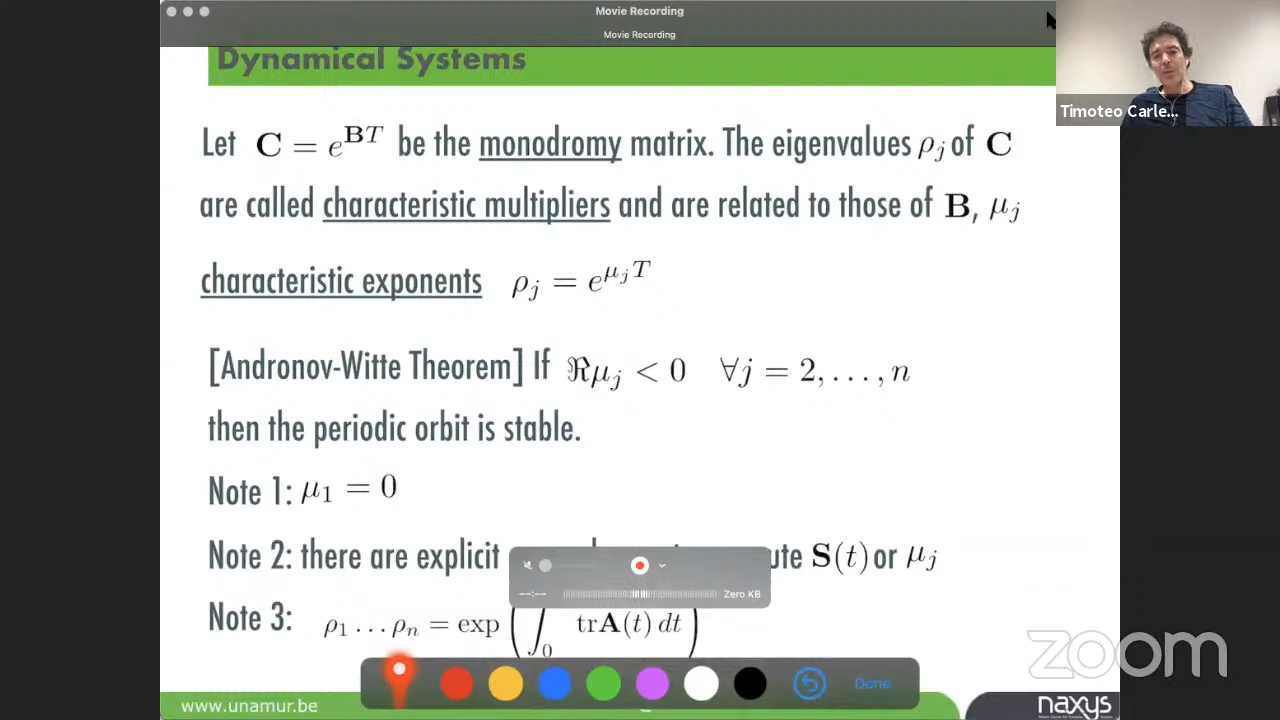 Movie Recording
Movie Recording
Dynamical Systems
Timoteo Carle...
Let C = e^{BT} be the monodromy matrix. The eigenvalues ρ_j of C
are called characteristic multipliers and are related to those of B, μ_j
characteristic exponents ρ_j = e^{μ_j T}
[Andronov-Witte Theorem] If ℜμ_j < 0 ∀j = 2, . . . , n
then the periodic orbit is stable.
Note 1: μ_1 = 0
Note 2: there are explicit S(t) or μ_j
--:-- Zero KB
Note 3: ρ_1 . . . ρ_n = exp ( ∫_0 trA(t) dt )
Done
zoom
www.unamur.be
naxys